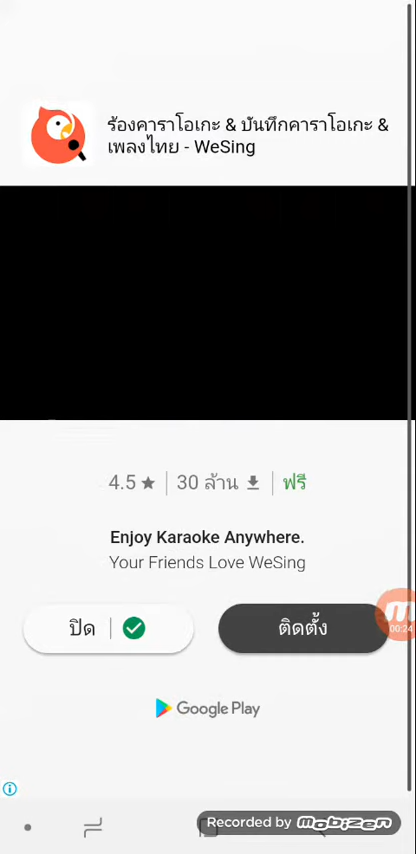 ร้องคาราโอเกะ & บันทึกคาราโอเกะ &
เพลงไทย - WeSing
4.5 ★ | 30 ล้าน | ฟรี
Enjoy Karaoke Anywhere.
Your Friends Love WeSing
ปิด
ติดตั้ง
00:24
Google Play
Recorded by mobizen